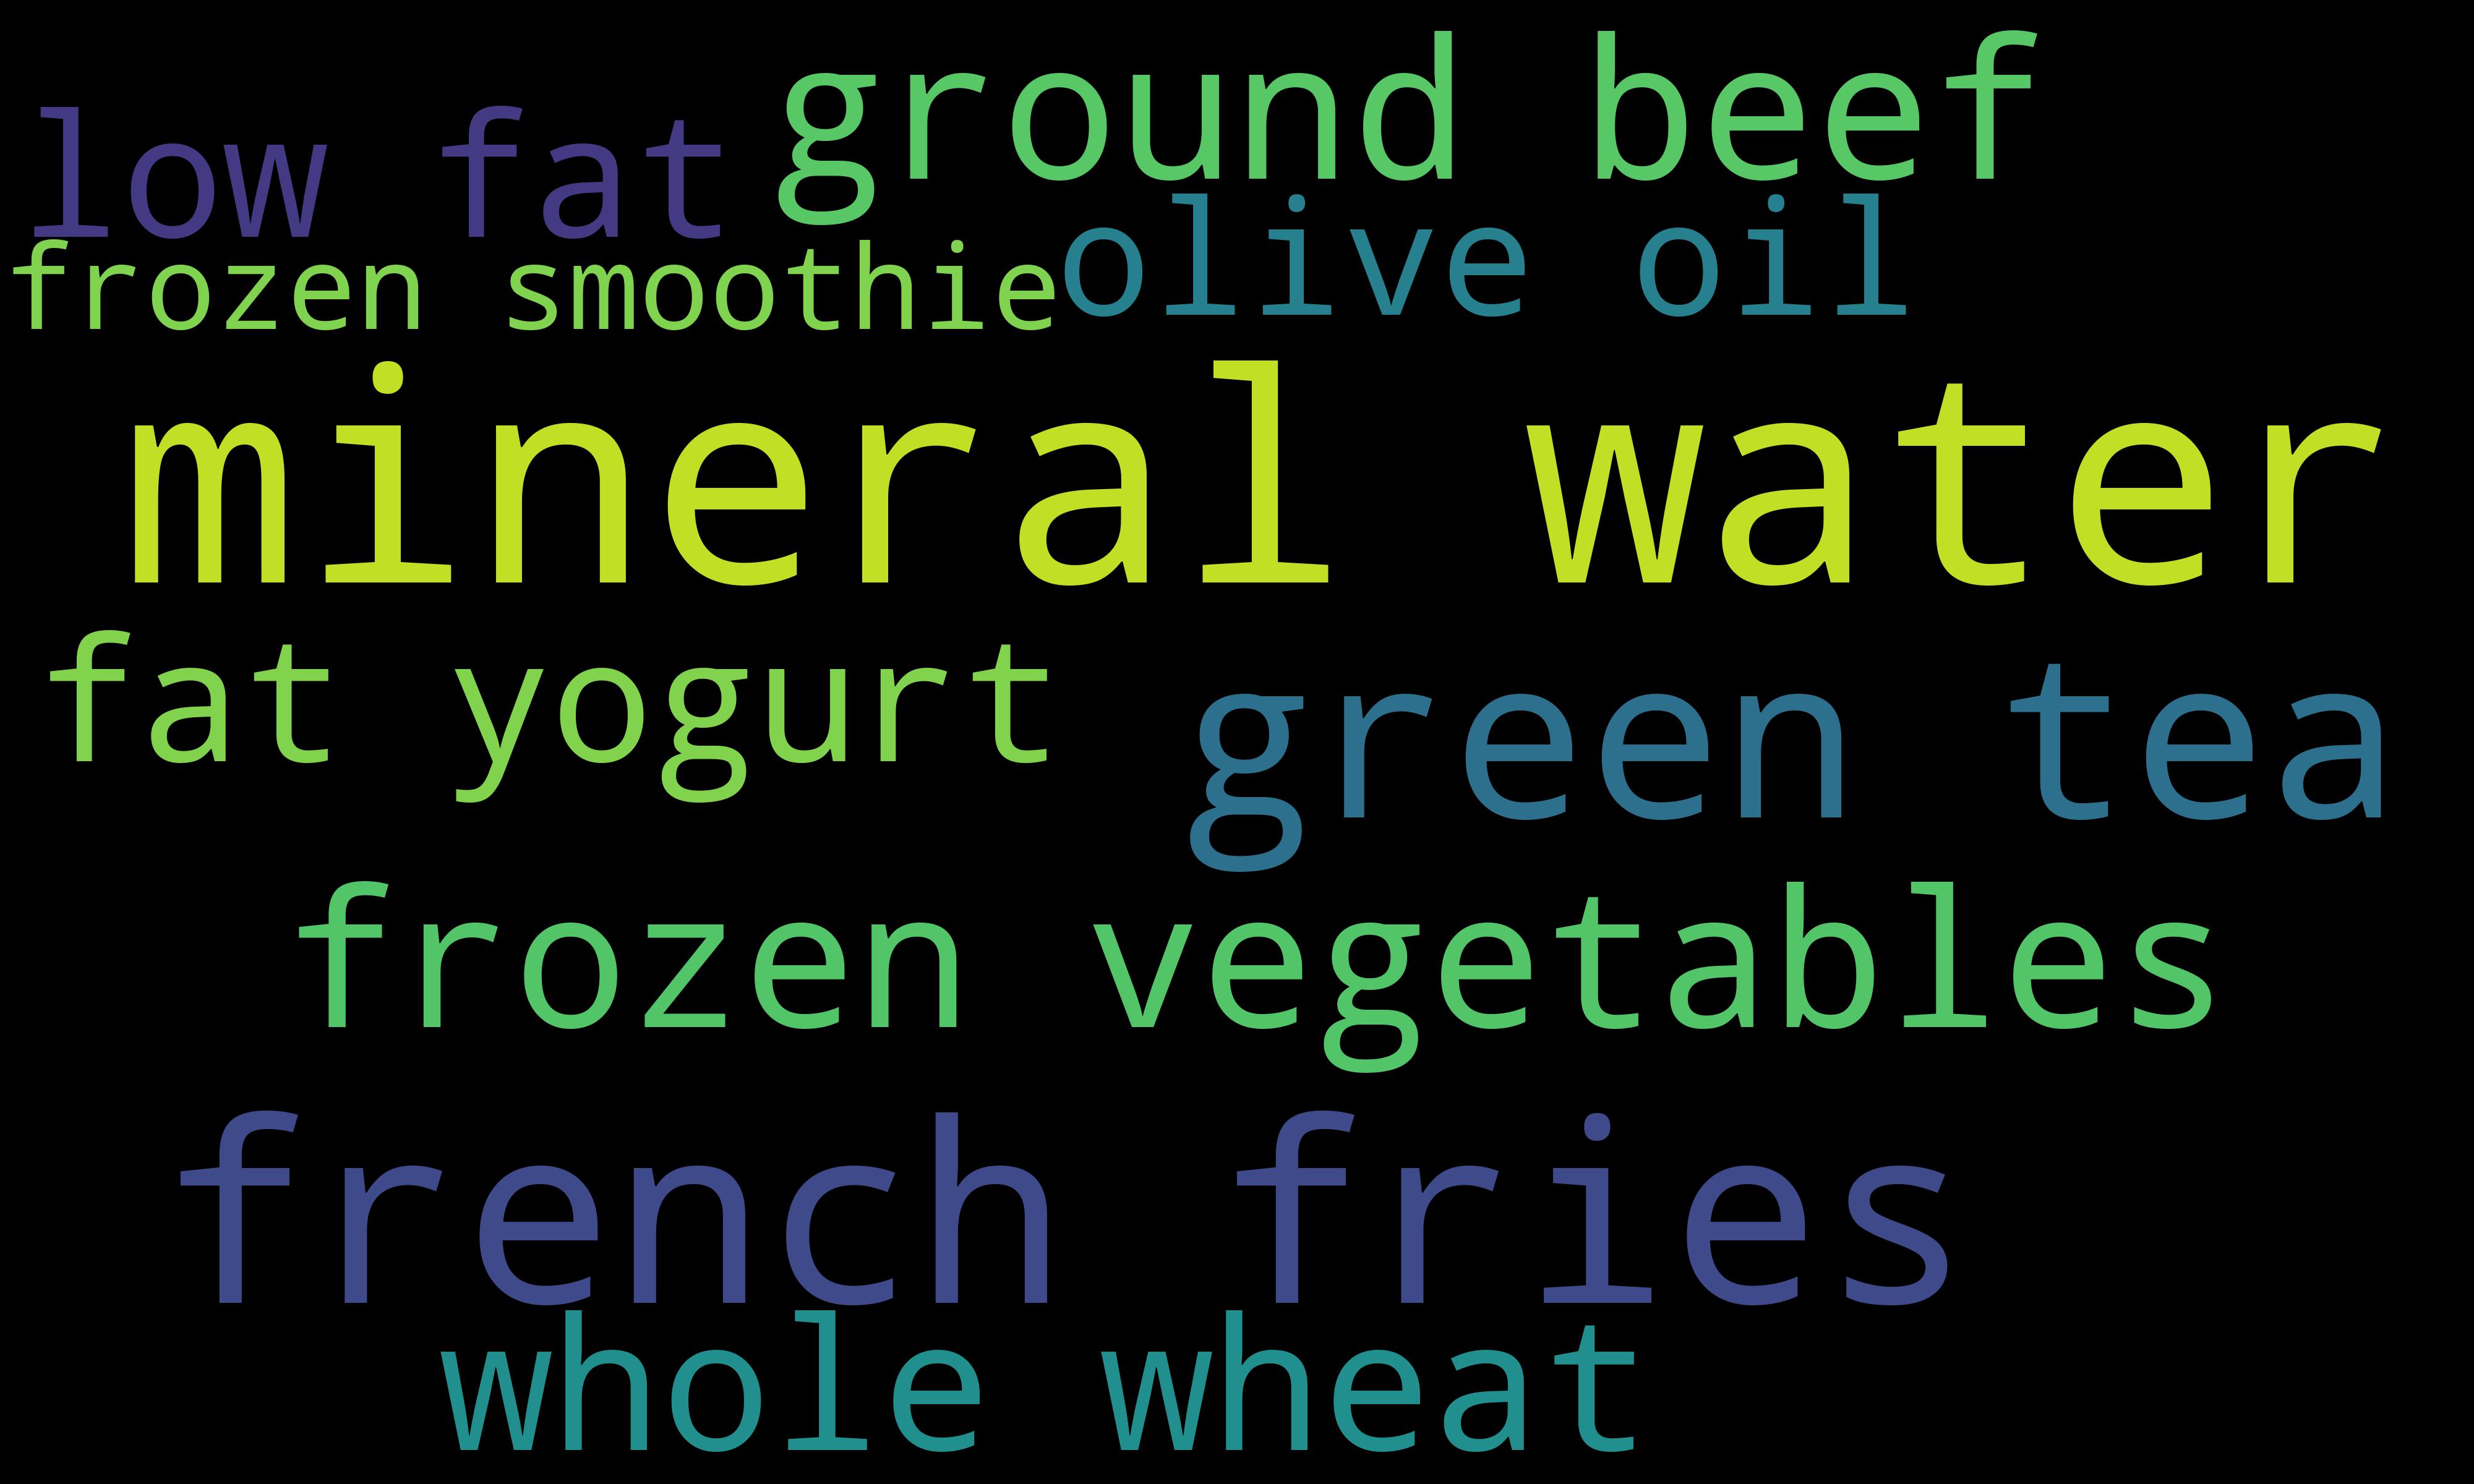 low fat
ground beef
frozen smoothie
olive oil
mineral water
fat yogurt
green tea
frozen vegetables
french fries
whole wheat